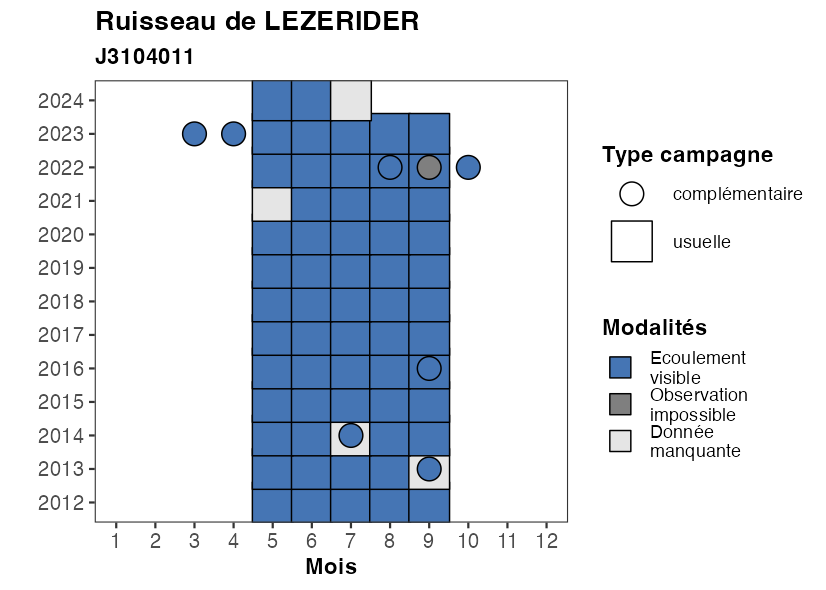 Ruisseau de LEZERIDER
J3104011
2024
2023
2022
2021
2020
2019
2018
2017
2016
2015
2014
2013
2012
1 2 3 4 5 6 7 8 9 10 11 12
Mois
Type campagne
complémentaire
usuelle
Modalités
Ecoulement
visible
Observation
impossible
Donnée
manquante